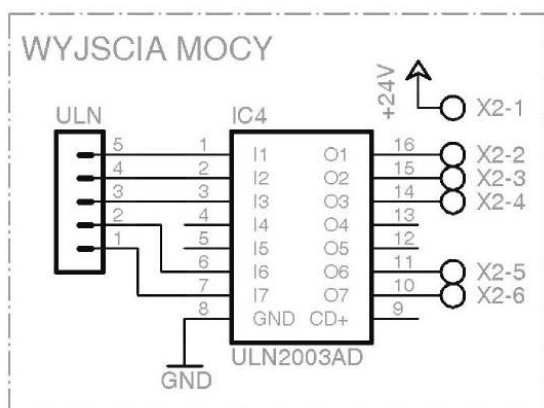 WYJSCIA MOCY
+24V
X2-1
ULN
IC4
5 1 I1 O1 16 X2-2
4 2 I2 O2 15 X2-3
3 3 I3 O3 14 X2-4
2 4 I4 O4 13
1 5 I5 O5 12
6 I6 O6 11 X2-5
7 I7 O7 10 X2-6
8 GND CD+ 9
ULN2003AD
GND